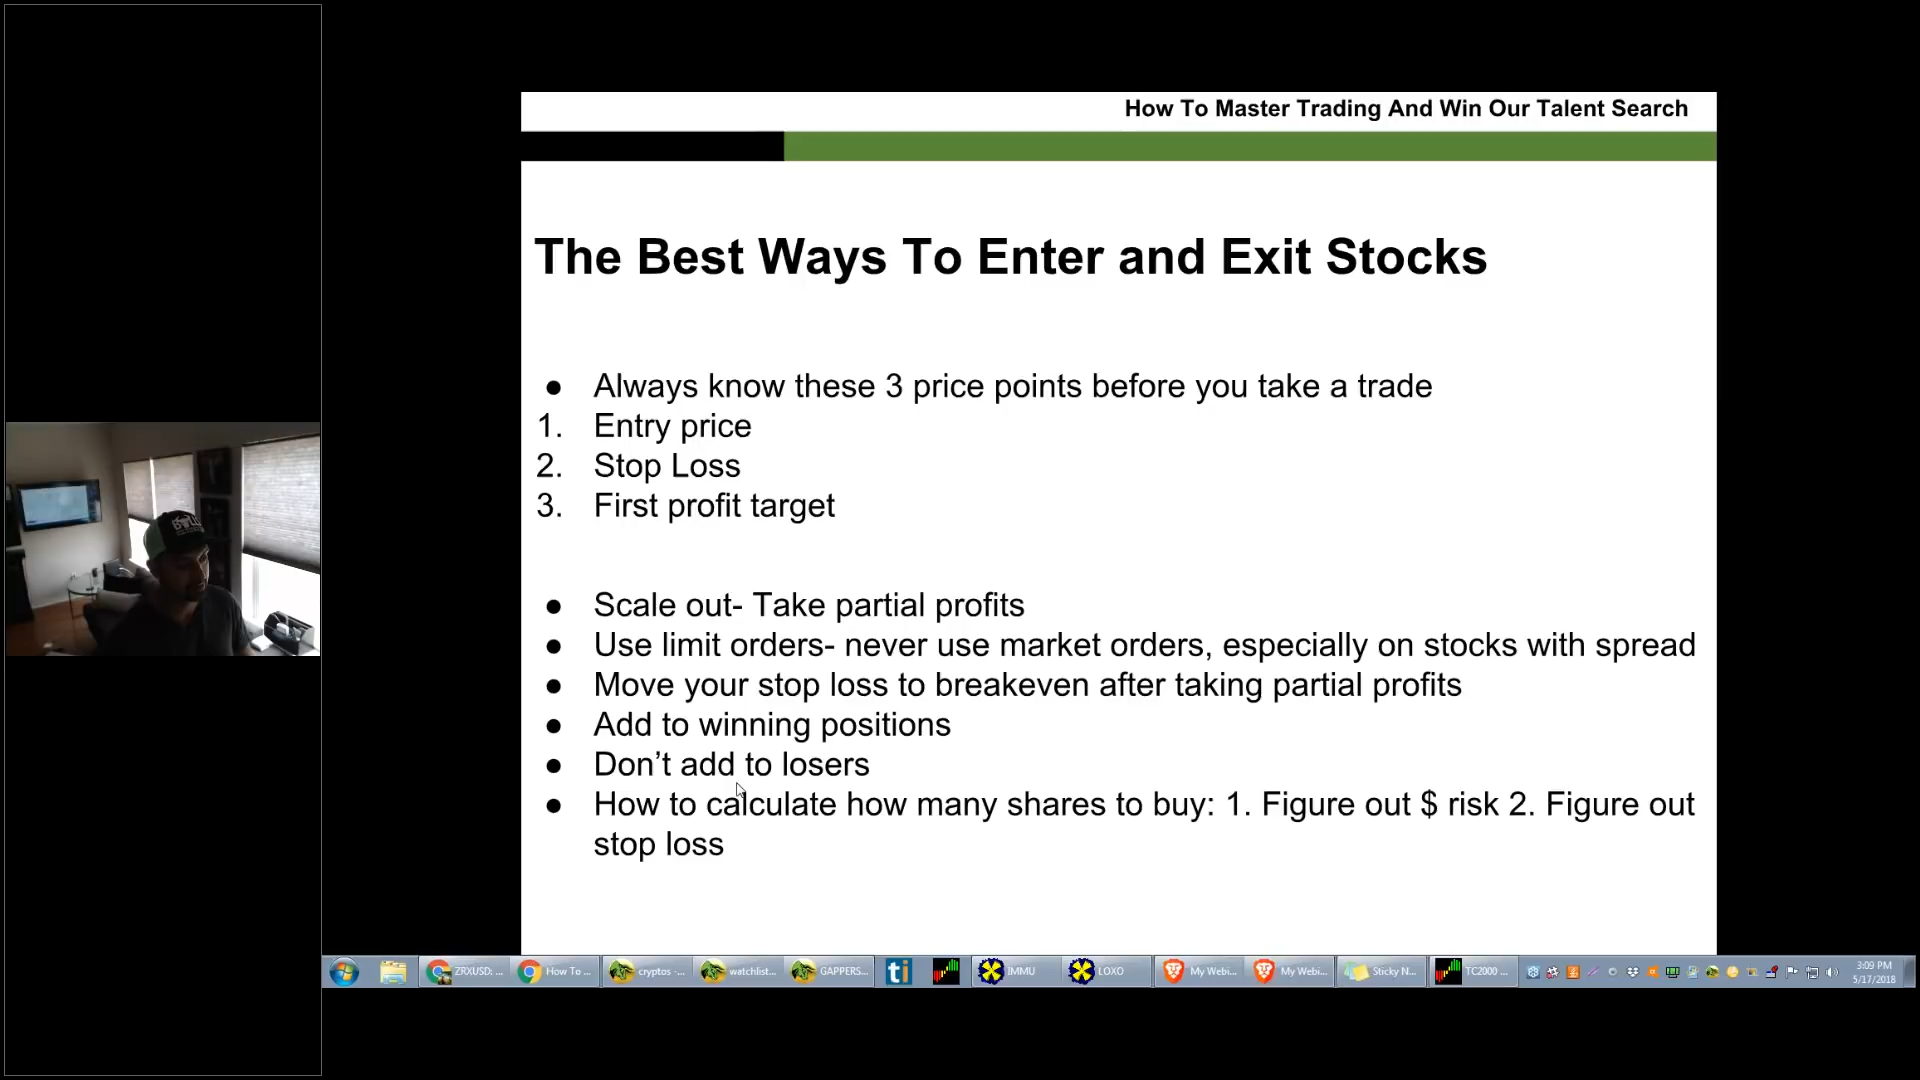 How To Master Trading And Win Our Talent Search
The Best Ways To Enter and Exit Stocks
● Always know these 3 price points before you take a trade
1. Entry price
2. Stop Loss
3. First profit target
● Scale out- Take partial profits
● Use limit orders- never use market orders, especially on stocks with spread
● Move your stop loss to breakeven after taking partial profits
● Add to winning positions
● Don’t add to losers
● How to calculate how many shares to buy: 1. Figure out $ risk 2. Figure out
stop loss
ZRXUSD: ... How To ... cryptos -... watchlist... GAPPERS... ti IMMU LOXO My Webi... My Webi... Sticky N... TC2000 ... 3:09 PM
5/17/2018